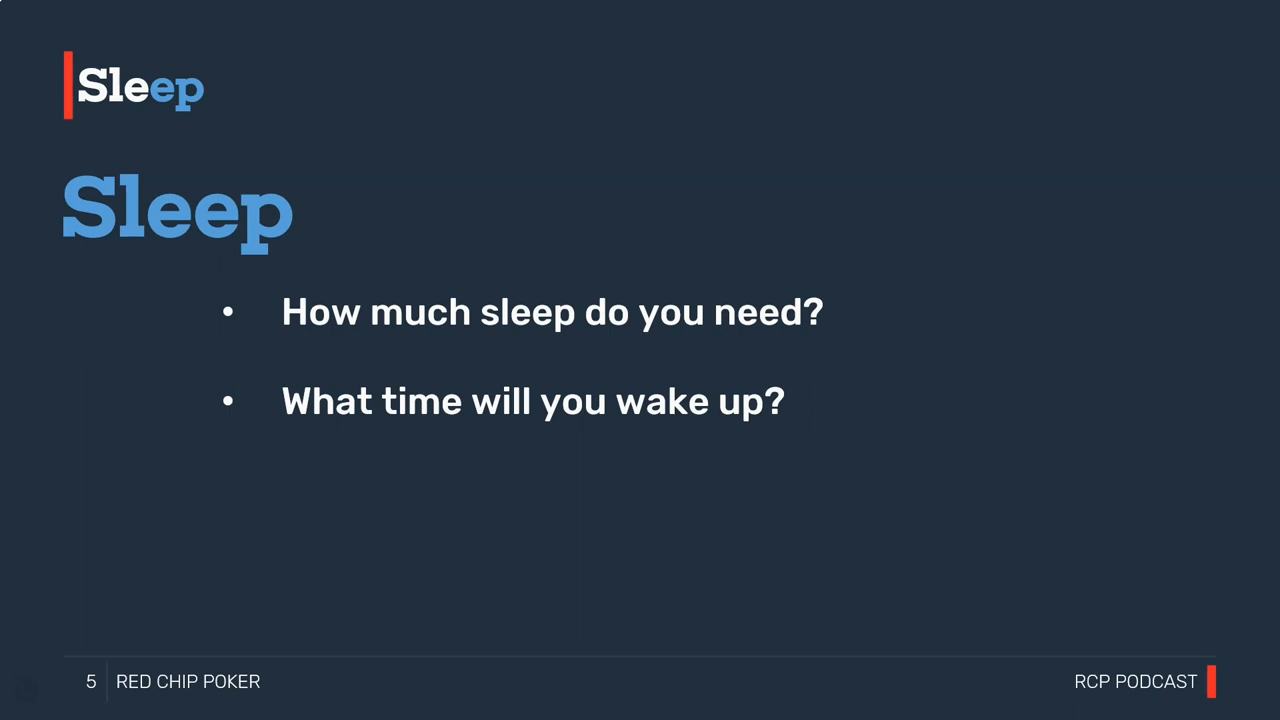 Sleep
Sleep
• How much sleep do you need?
• What time will you wake up?
5 RED CHIP POKER
RCP PODCAST